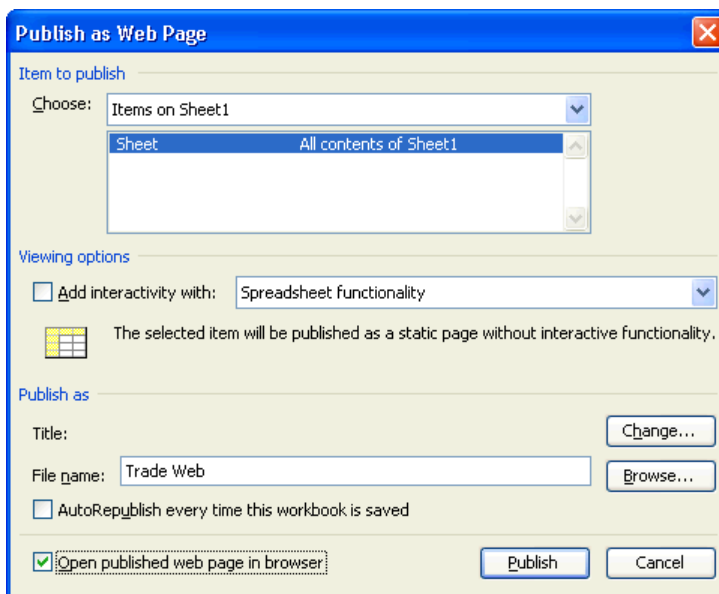 Publish as Web Page
Item to publish
Choose: Items on Sheet1
Sheet All contents of Sheet1
Viewing options
Add interactivity with: Spreadsheet functionality
The selected item will be published as a static page without interactive functionality.
Publish as
Title: Change...
File name: Trade Web Browse...
AutoRepublish every time this workbook is saved
Open published web page in browser Publish Cancel